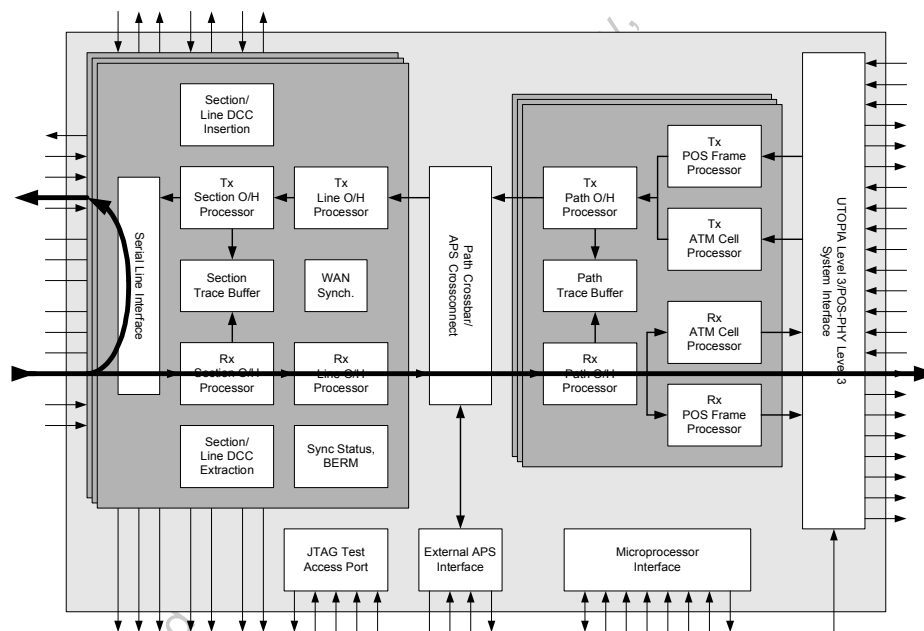 Section/
Line DCC
Insertion
Tx
Section O/H
Processor
Tx
Line O/H
Processor
Serial Line Interface
Section
Trace Buffer
WAN
Synch.
Rx
Section O/H
Processor
Rx
Line O/H
Processor
Section/
Line DCC
Extraction
Sync Status,
BERM
Path Crossbar/
APS Crossconnect
Tx
Path O/H
Processor
Path
Trace Buffer
Rx
Path O/H
Processor
Tx
POS Frame
Processor
Tx
ATM Cell
Processor
Rx
ATM Cell
Processor
Rx
POS Frame
Processor
UTOPIA Level 3/POS-PHY Level 3
System Interface
JTAG Test
Access Port
External APS
Interface
Microprocessor
Interface